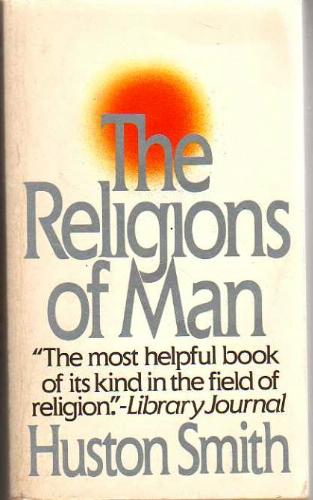 The
Religions
of Man
“The most helpful book
of its kind in the field of
religion.”-Library Journal
Huston Smith